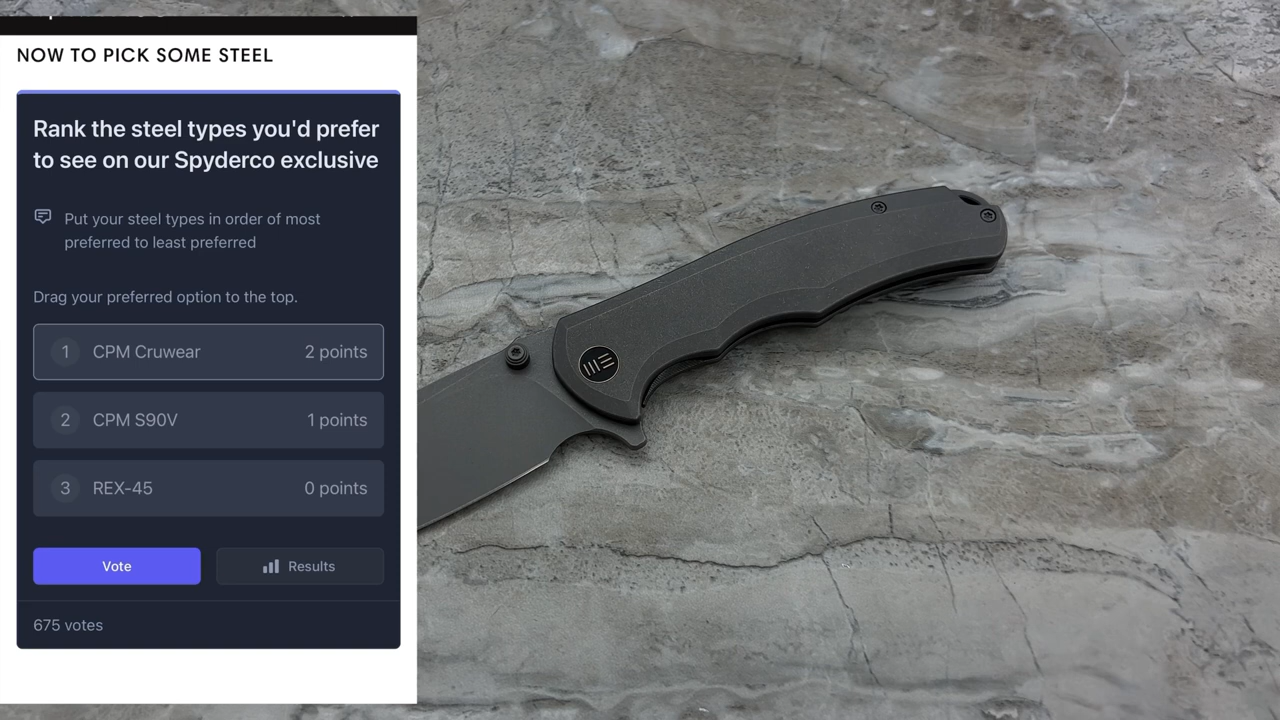 NOW TO PICK SOME STEEL
Rank the steel types you'd prefer
to see on our Spyderco exclusive
Put your steel types in order of most
preferred to least preferred
Drag your preferred option to the top.
1 CPM Cruwear 2 points
2 CPM S90V 1 points
3 REX-45 0 points
Vote Results
675 votes
WE